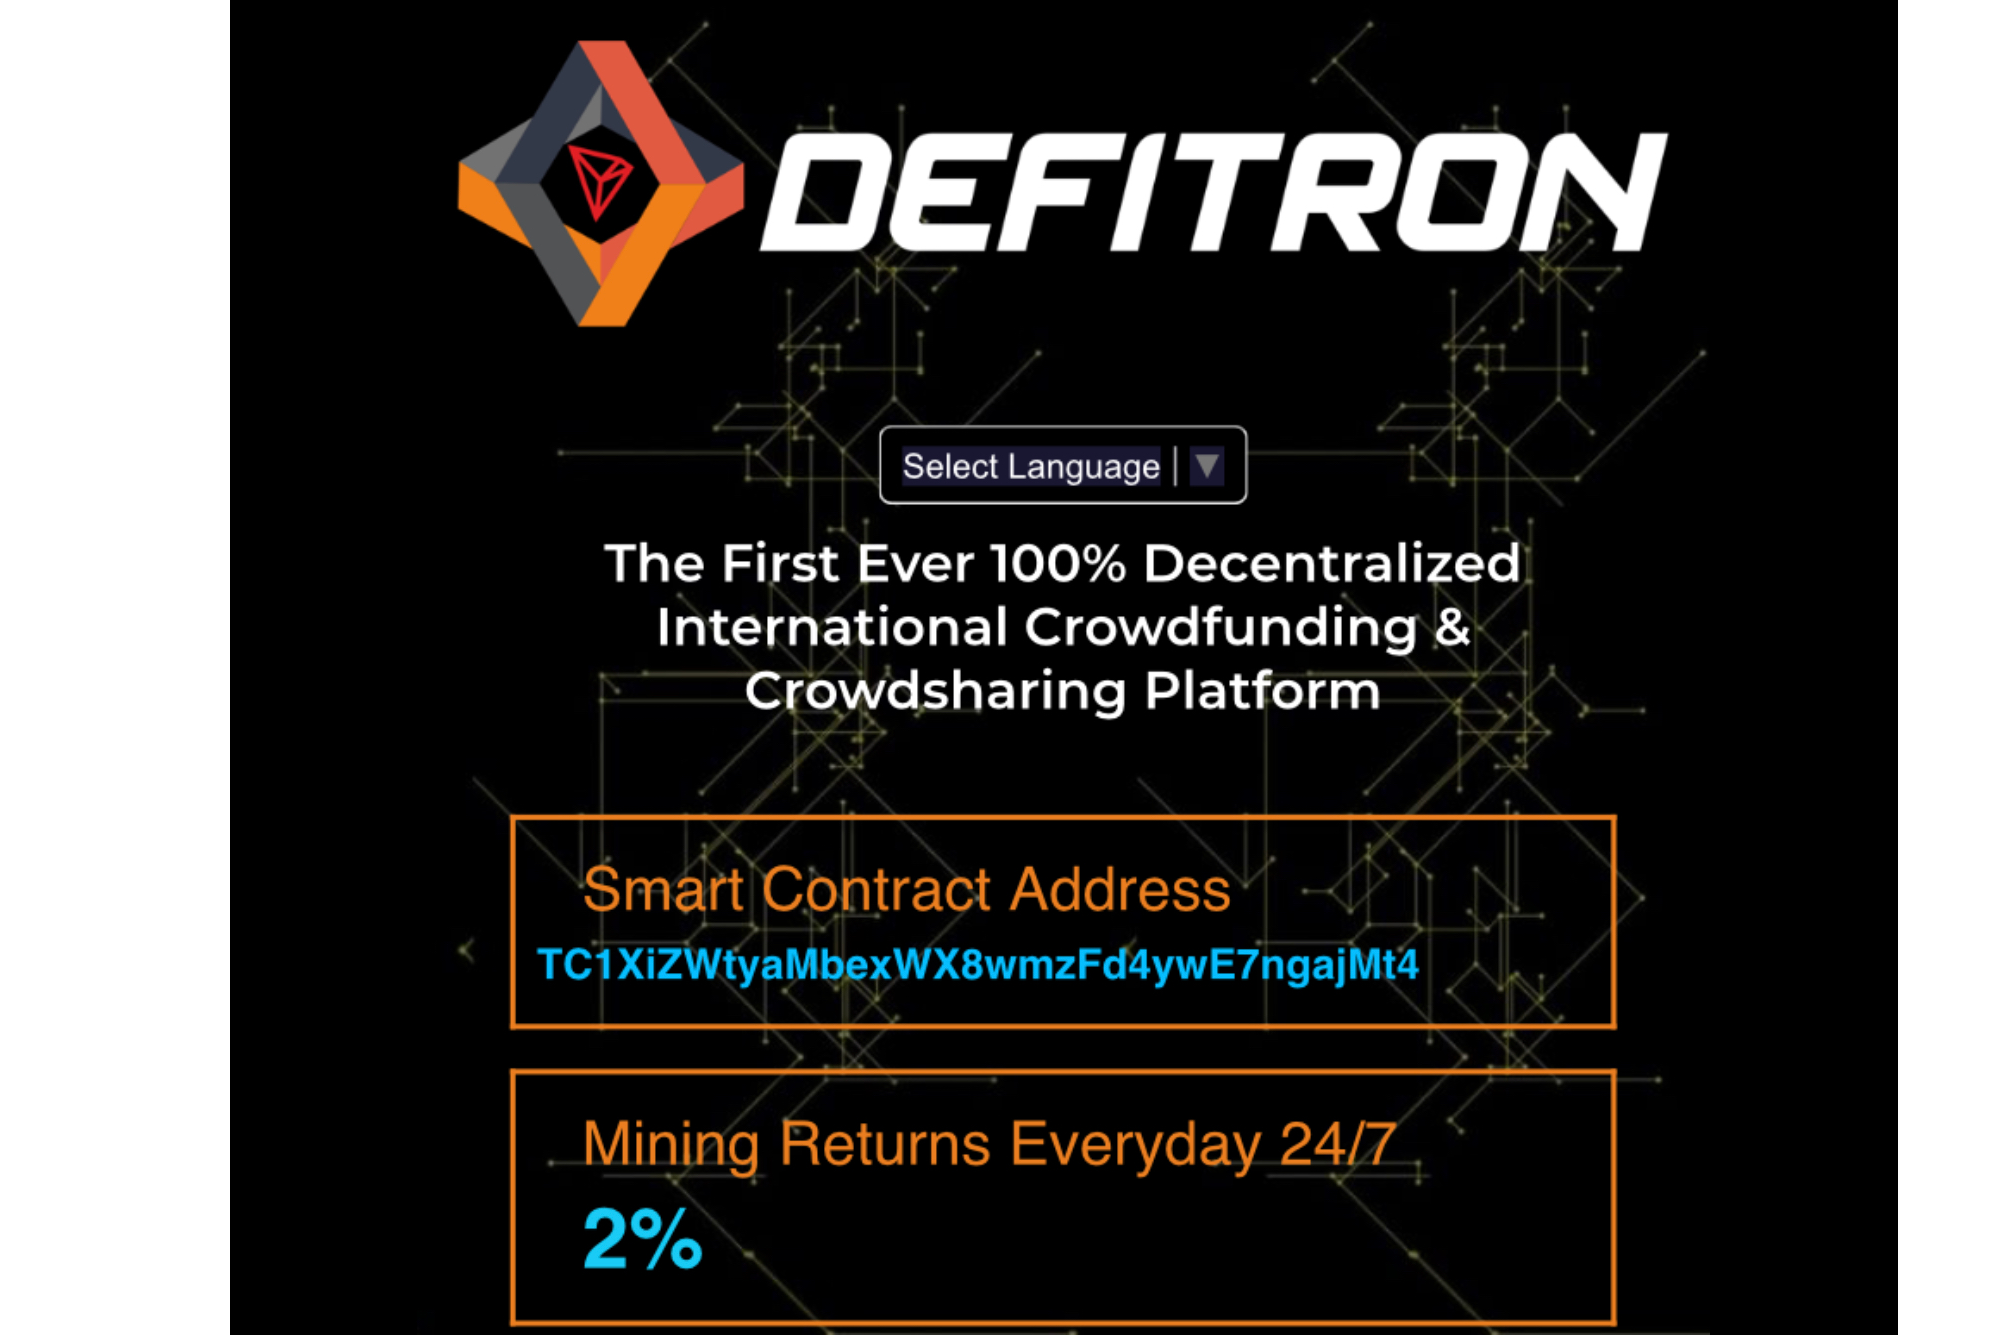 DEFITRON
Select Language | ▼
The First Ever 100% Decentralized
International Crowdfunding &
Crowdsharing Platform
Smart Contract Address
TC1XiZWtyaMbexWX8wmzFd4ywE7ngajMt4
Mining Returns Everyday 24/7
2%